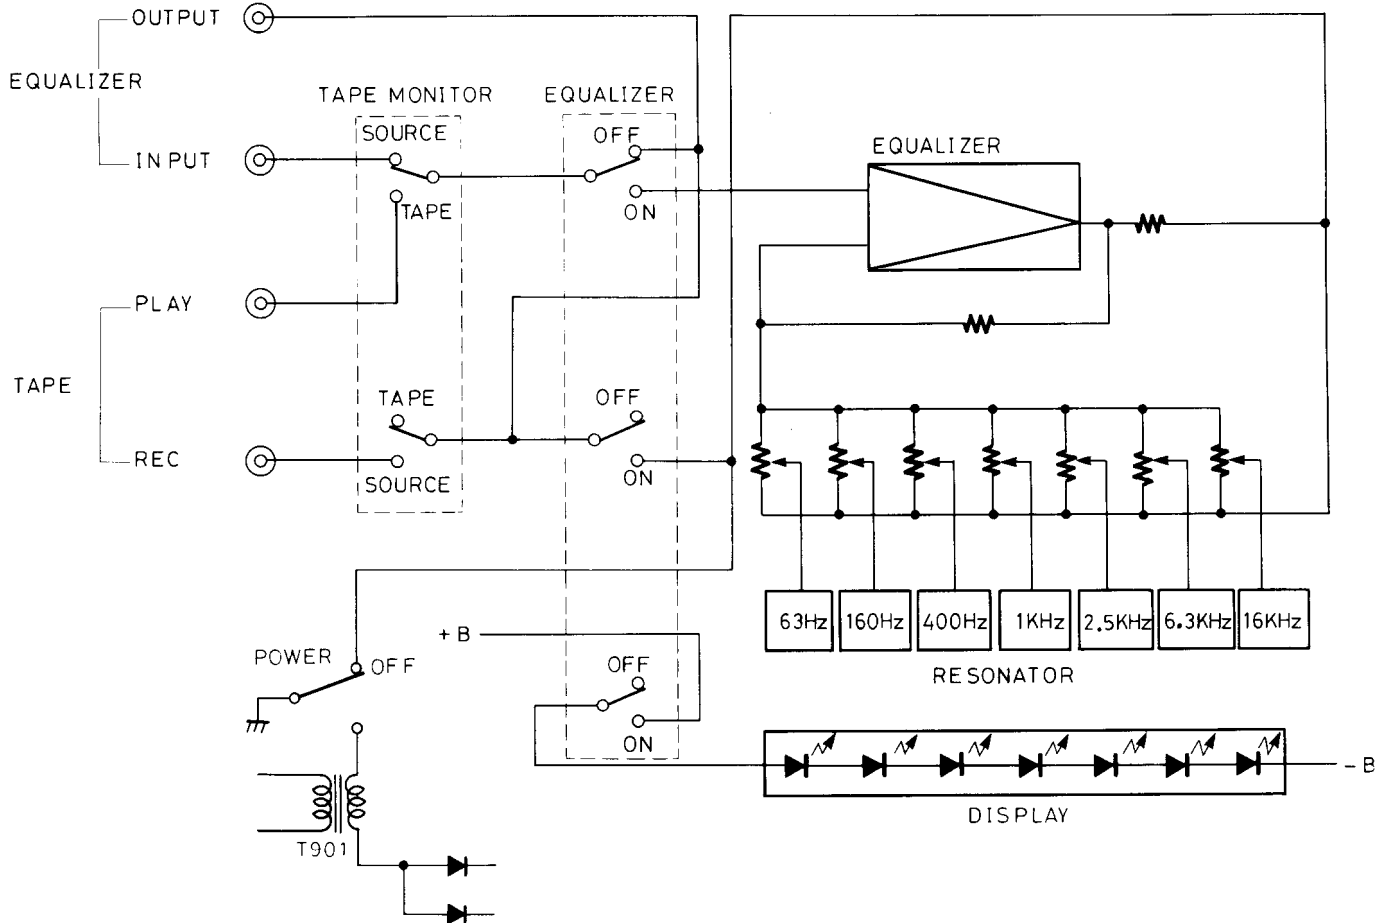 OUTPUT
EQUALIZER
INPUT
TAPE MONITOR
SOURCE
TAPE
EQUALIZER
OFF
ON
EQUALIZER
PLAY
TAPE
REC
TAPE
SOURCE
OFF
ON
63Hz
160Hz
400Hz
1KHz
2.5KHz
6.3KHz
16KHz
RESONATOR
+B
POWER
OFF
OFF
ON
-B
DISPLAY
T901